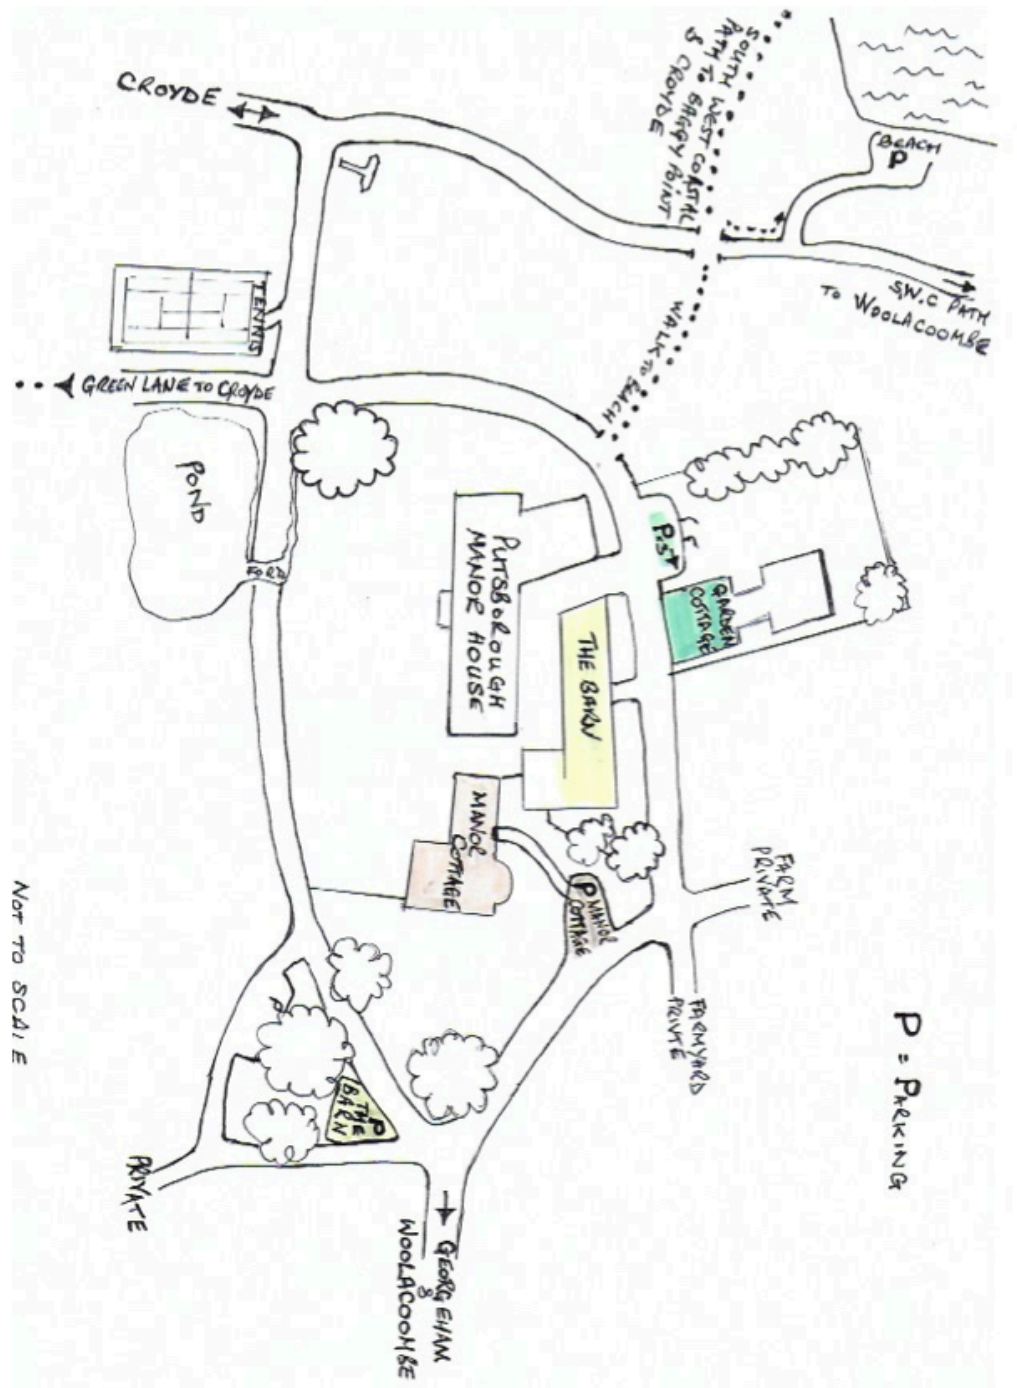 CROYDE
SOUTH WEST COASTAL
PATH TO BAGGY POINT
& CROYDE
BEACH
P
S.W.C PATH
TO WOOLACOOMBE
WALK TO BEACH
TENNIS
GREEN LANE TO CROYDE
POND
FORD
PUTSBOROUGH
MANOR HOUSE
GARDEN
COTTAGE
THE BARN
MANOR
COTTAGE
P MANOR
COTTAGE
FARM
PRIVATE
FARMYARD
PRIVATE
P = PARKING
P
THE
BARN
PRIVATE
GEORGEHAM
&
WOOLACOOMBE
NOT TO SCALE